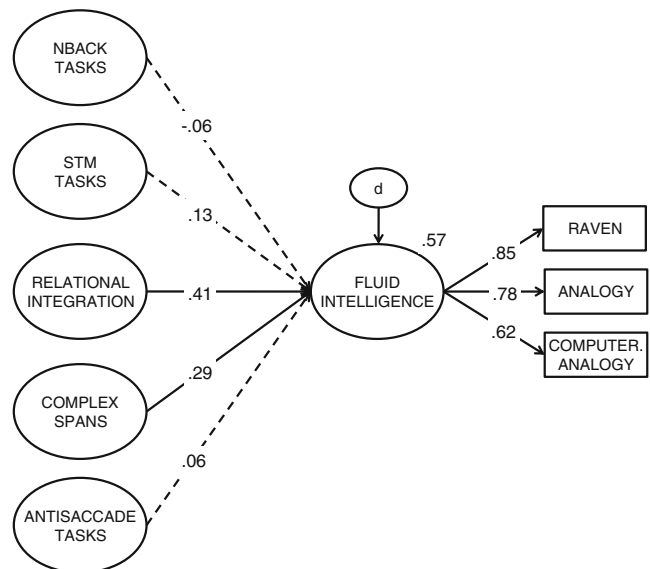 NBACK
TASKS
-.06
STM
TASKS
.13
RELATIONAL
INTEGRATION
.41
COMPLEX
SPANS
.29
ANTISACCADE
TASKS
.06
d
.57
FLUID
INTELLIGENCE
.85
RAVEN
.78
ANALOGY
.62
COMPUTER.
ANALOGY